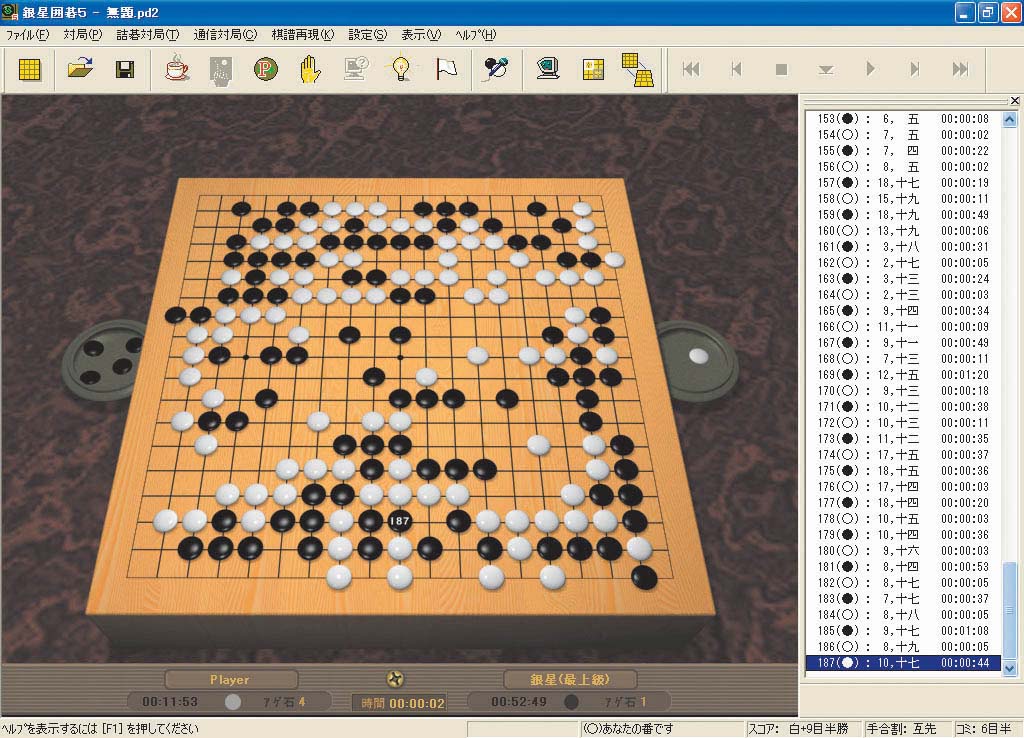 銀星囲碁5 - 無題.pd2
ファイル(F) 対局(P) 詰碁対局(T) 通信対局(C) 棋譜再現(K) 設定(S) 表示(V) ヘルプ(H)
153(●) : 6, 五 00:00:08
154(○) : 7, 五 00:00:02
155(●) : 7, 四 00:00:22
156(○) : 8, 五 00:00:02
157(●) : 18,十七 00:00:19
158(○) : 15,十九 00:00:11
159(●) : 18,十九 00:00:49
160(○) : 13,十九 00:00:06
161(●) : 3,十八 00:00:31
162(○) : 2,十七 00:00:05
163(●) : 3,十三 00:00:24
164(○) : 2,十三 00:00:03
165(●) : 9,十四 00:00:34
166(○) : 11,十一 00:00:09
167(●) : 9,十一 00:00:49
168(○) : 7,十三 00:00:11
169(●) : 12,十五 00:01:20
170(○) : 9,十三 00:00:18
171(●) : 10,十二 00:00:38
172(○) : 10,十三 00:00:11
173(●) : 11,十二 00:00:35
174(○) : 17,十五 00:00:37
175(●) : 18,十五 00:00:36
176(○) : 17,十四 00:00:03
177(●) : 18,十四 00:00:20
178(○) : 10,十五 00:00:03
179(●) : 10,十四 00:00:36
180(○) : 9,十六 00:00:03
181(●) : 8,十四 00:00:53
182(○) : 8,十七 00:00:05
183(●) : 7,十七 00:00:37
184(○) : 8,十八 00:00:05
185(●) : 9,十七 00:01:08
186(○) : 8,十九 00:00:05
187(●) : 10,十七 00:00:44
187
Player 銀星(最上級)
00:11:53 アゲ石 4 時間 00:00:02 00:52:49 アゲ石 1
ヘルプを表示するには [F1] を押してください (○)あなたの番です スコア: 白+9目半勝 手合割: 互先 コミ: 6目半